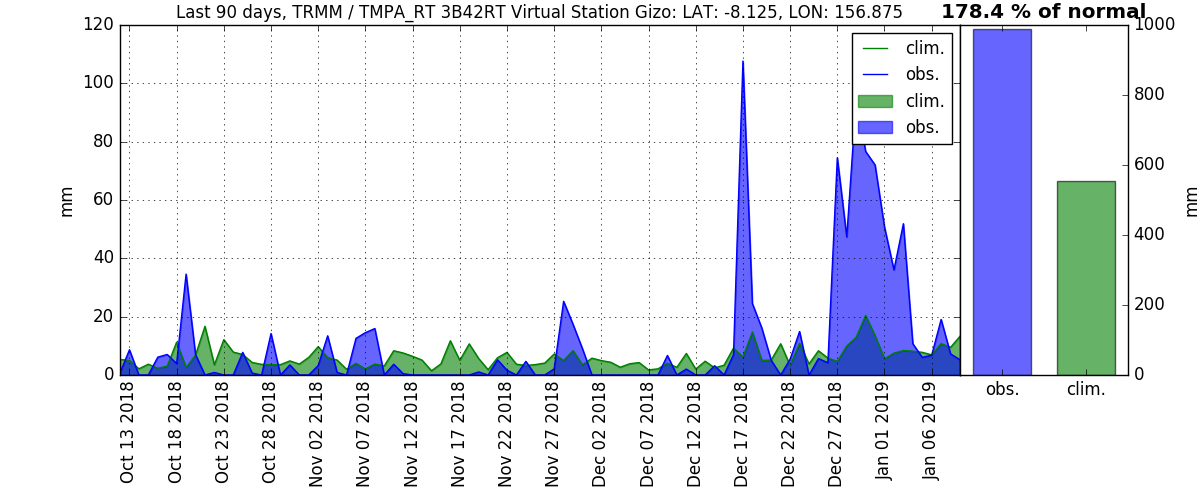 Last 90 days, TRMM / TMPA_RT 3B42RT Virtual Station Gizo: LAT: -8.125, LON: 156.875
178.4 % of normal
120
100
80
60
40
20
0
mm
clim.
obs.
clim.
obs.
1000
800
600
400
200
0
mm
obs.
clim.
Oct 13 2018
Oct 18 2018
Oct 23 2018
Oct 28 2018
Nov 02 2018
Nov 07 2018
Nov 12 2018
Nov 17 2018
Nov 22 2018
Nov 27 2018
Dec 02 2018
Dec 07 2018
Dec 12 2018
Dec 17 2018
Dec 22 2018
Dec 27 2018
Jan 01 2019
Jan 06 2019